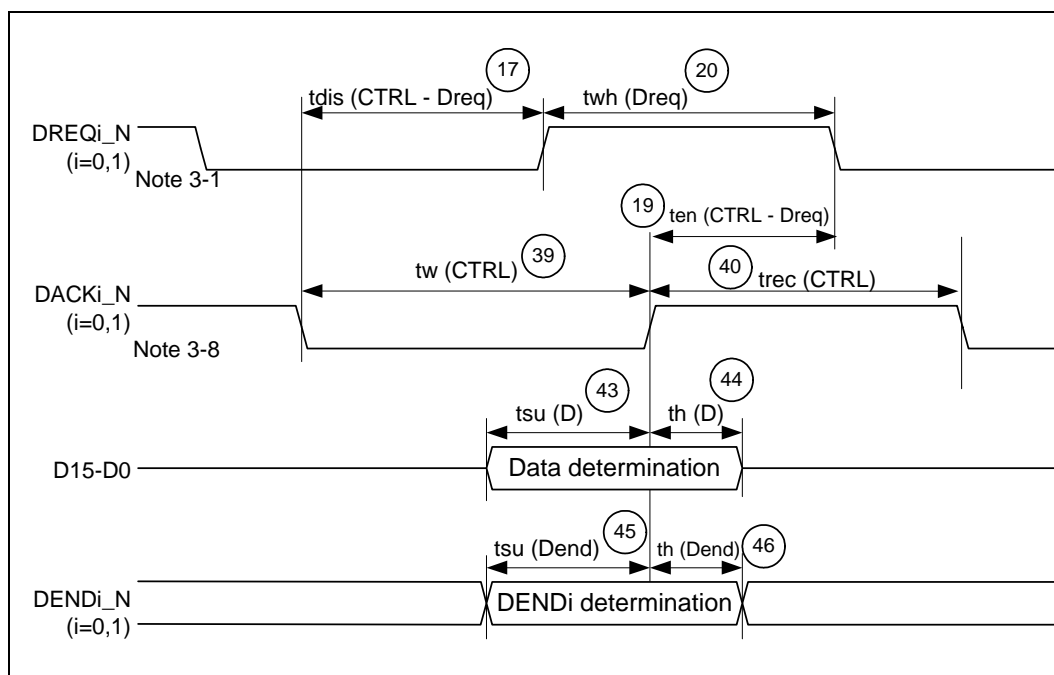 17
20
tdis (CTRL - Dreq)
twh (Dreq)
DREQi_N
(i=0,1)
Note 3-1
19
ten (CTRL - Dreq)
39
tw (CTRL)
40
trec (CTRL)
DACKi_N
(i=0,1)
Note 3-8
43
44
tsu (D)
th (D)
D15-D0
Data determination
45
tsu (Dend)
th (Dend)
46
DENDi_N
(i=0,1)
DENDi determination